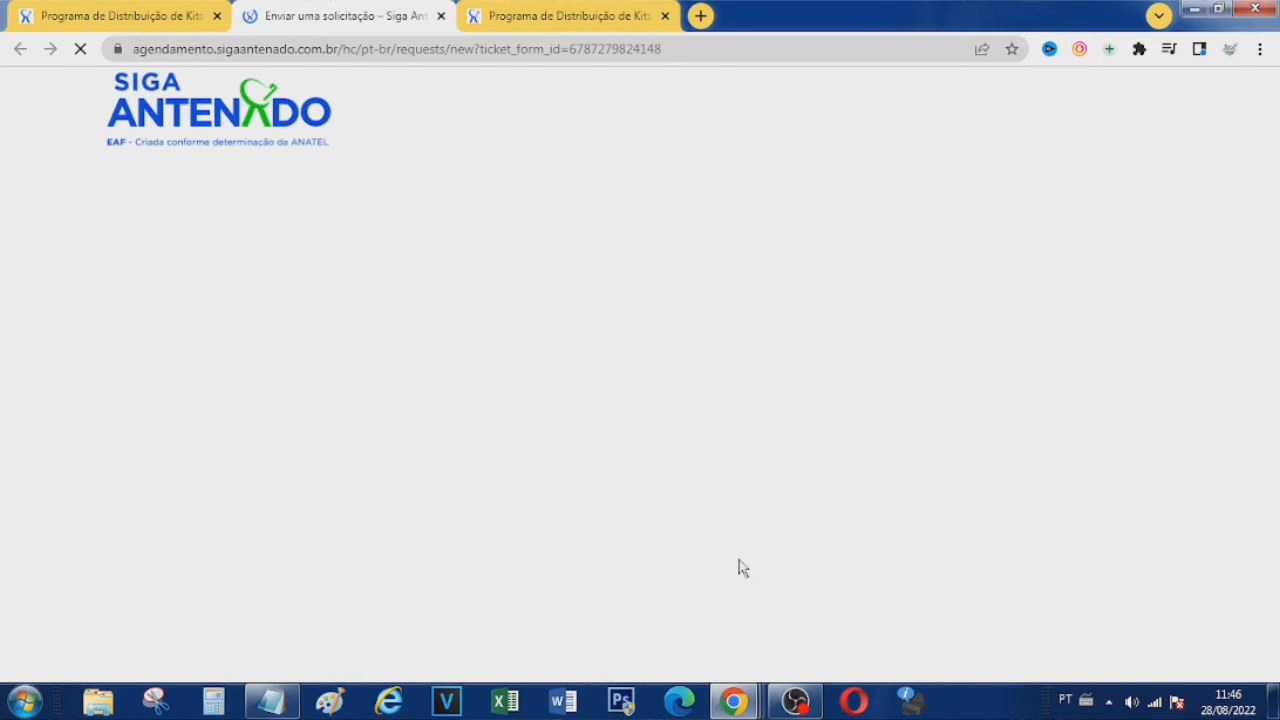 Programa de Distribuição de Kits
Enviar uma solicitação – Siga Ant
Programa de Distribuição de Kits
agendamento.sigaantenado.com.br/hc/pt-br/requests/new?ticket_form_id=6787279824148
SIGA
ANTENADO
EAF - Criada conforme determinação da ANATEL
PT
11:46
28/08/2022